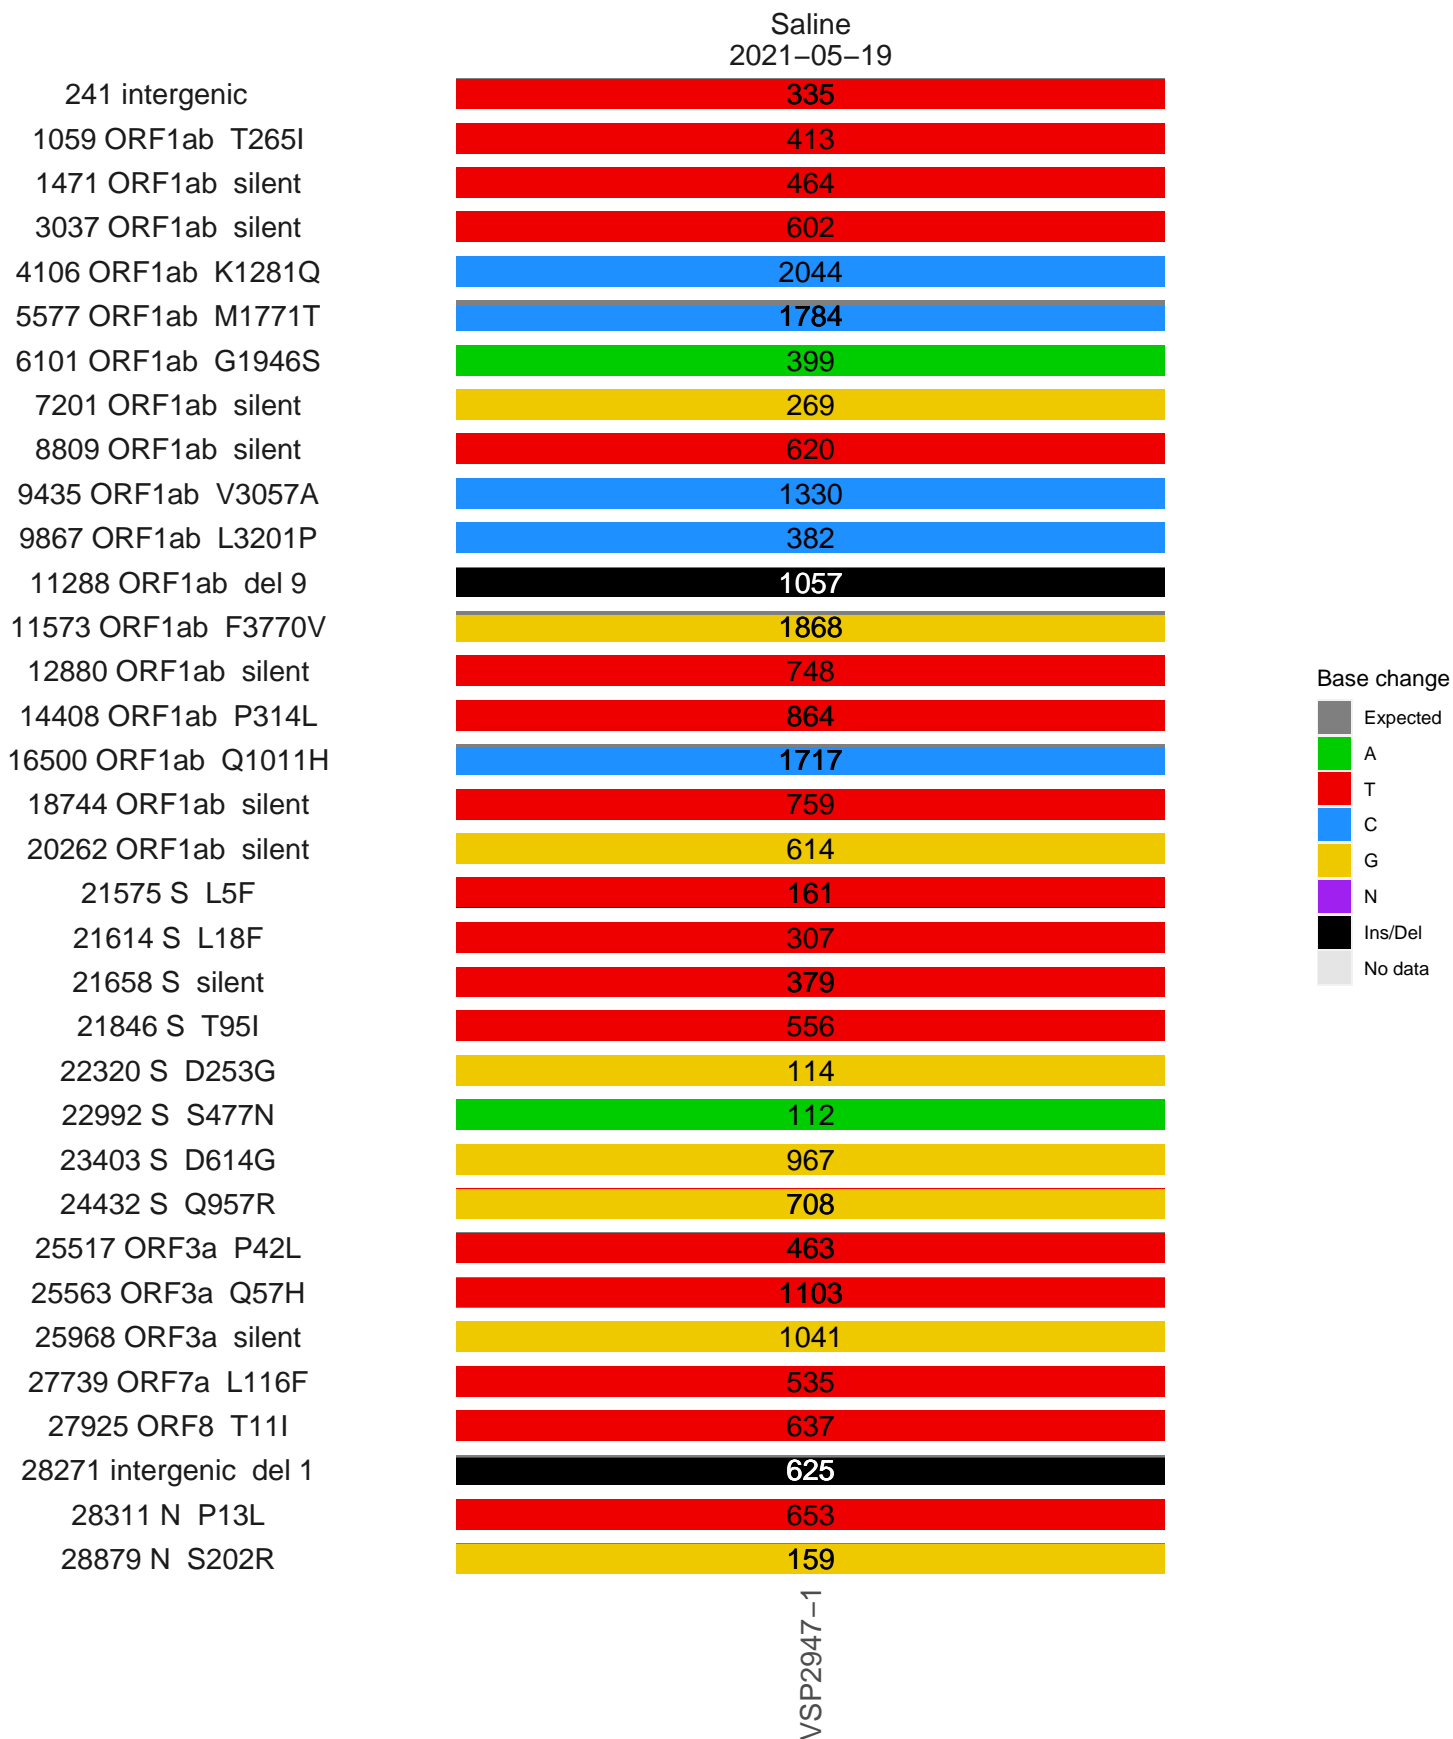 Saline
2021−05−19
241 intergenic 335
1059 ORF1ab T265I 413
1471 ORF1ab silent 464
3037 ORF1ab silent 602
4106 ORF1ab K1281Q 2044
5577 ORF1ab M1771T 1784
6101 ORF1ab G1946S 399
7201 ORF1ab silent 269
8809 ORF1ab silent 620
9435 ORF1ab V3057A 1330
9867 ORF1ab L3201P 382
11288 ORF1ab del 9 1057
11573 ORF1ab F3770V 1868
12880 ORF1ab silent 748
14408 ORF1ab P314L 864
16500 ORF1ab Q1011H 1717
18744 ORF1ab silent 759
20262 ORF1ab silent 614
21575 S L5F 161
21614 S L18F 307
21658 S silent 379
21846 S T95I 556
22320 S D253G 114
22992 S S477N 112
23403 S D614G 967
24432 S Q957R 708
25517 ORF3a P42L 463
25563 ORF3a Q57H 1103
25968 ORF3a silent 1041
27739 ORF7a L116F 535
27925 ORF8 T11I 637
28271 intergenic del 1 625
28311 N P13L 653
28879 N S202R 159
VSP2947−1
Base change
Expected
A
T
C
G
N
Ins/Del
No data